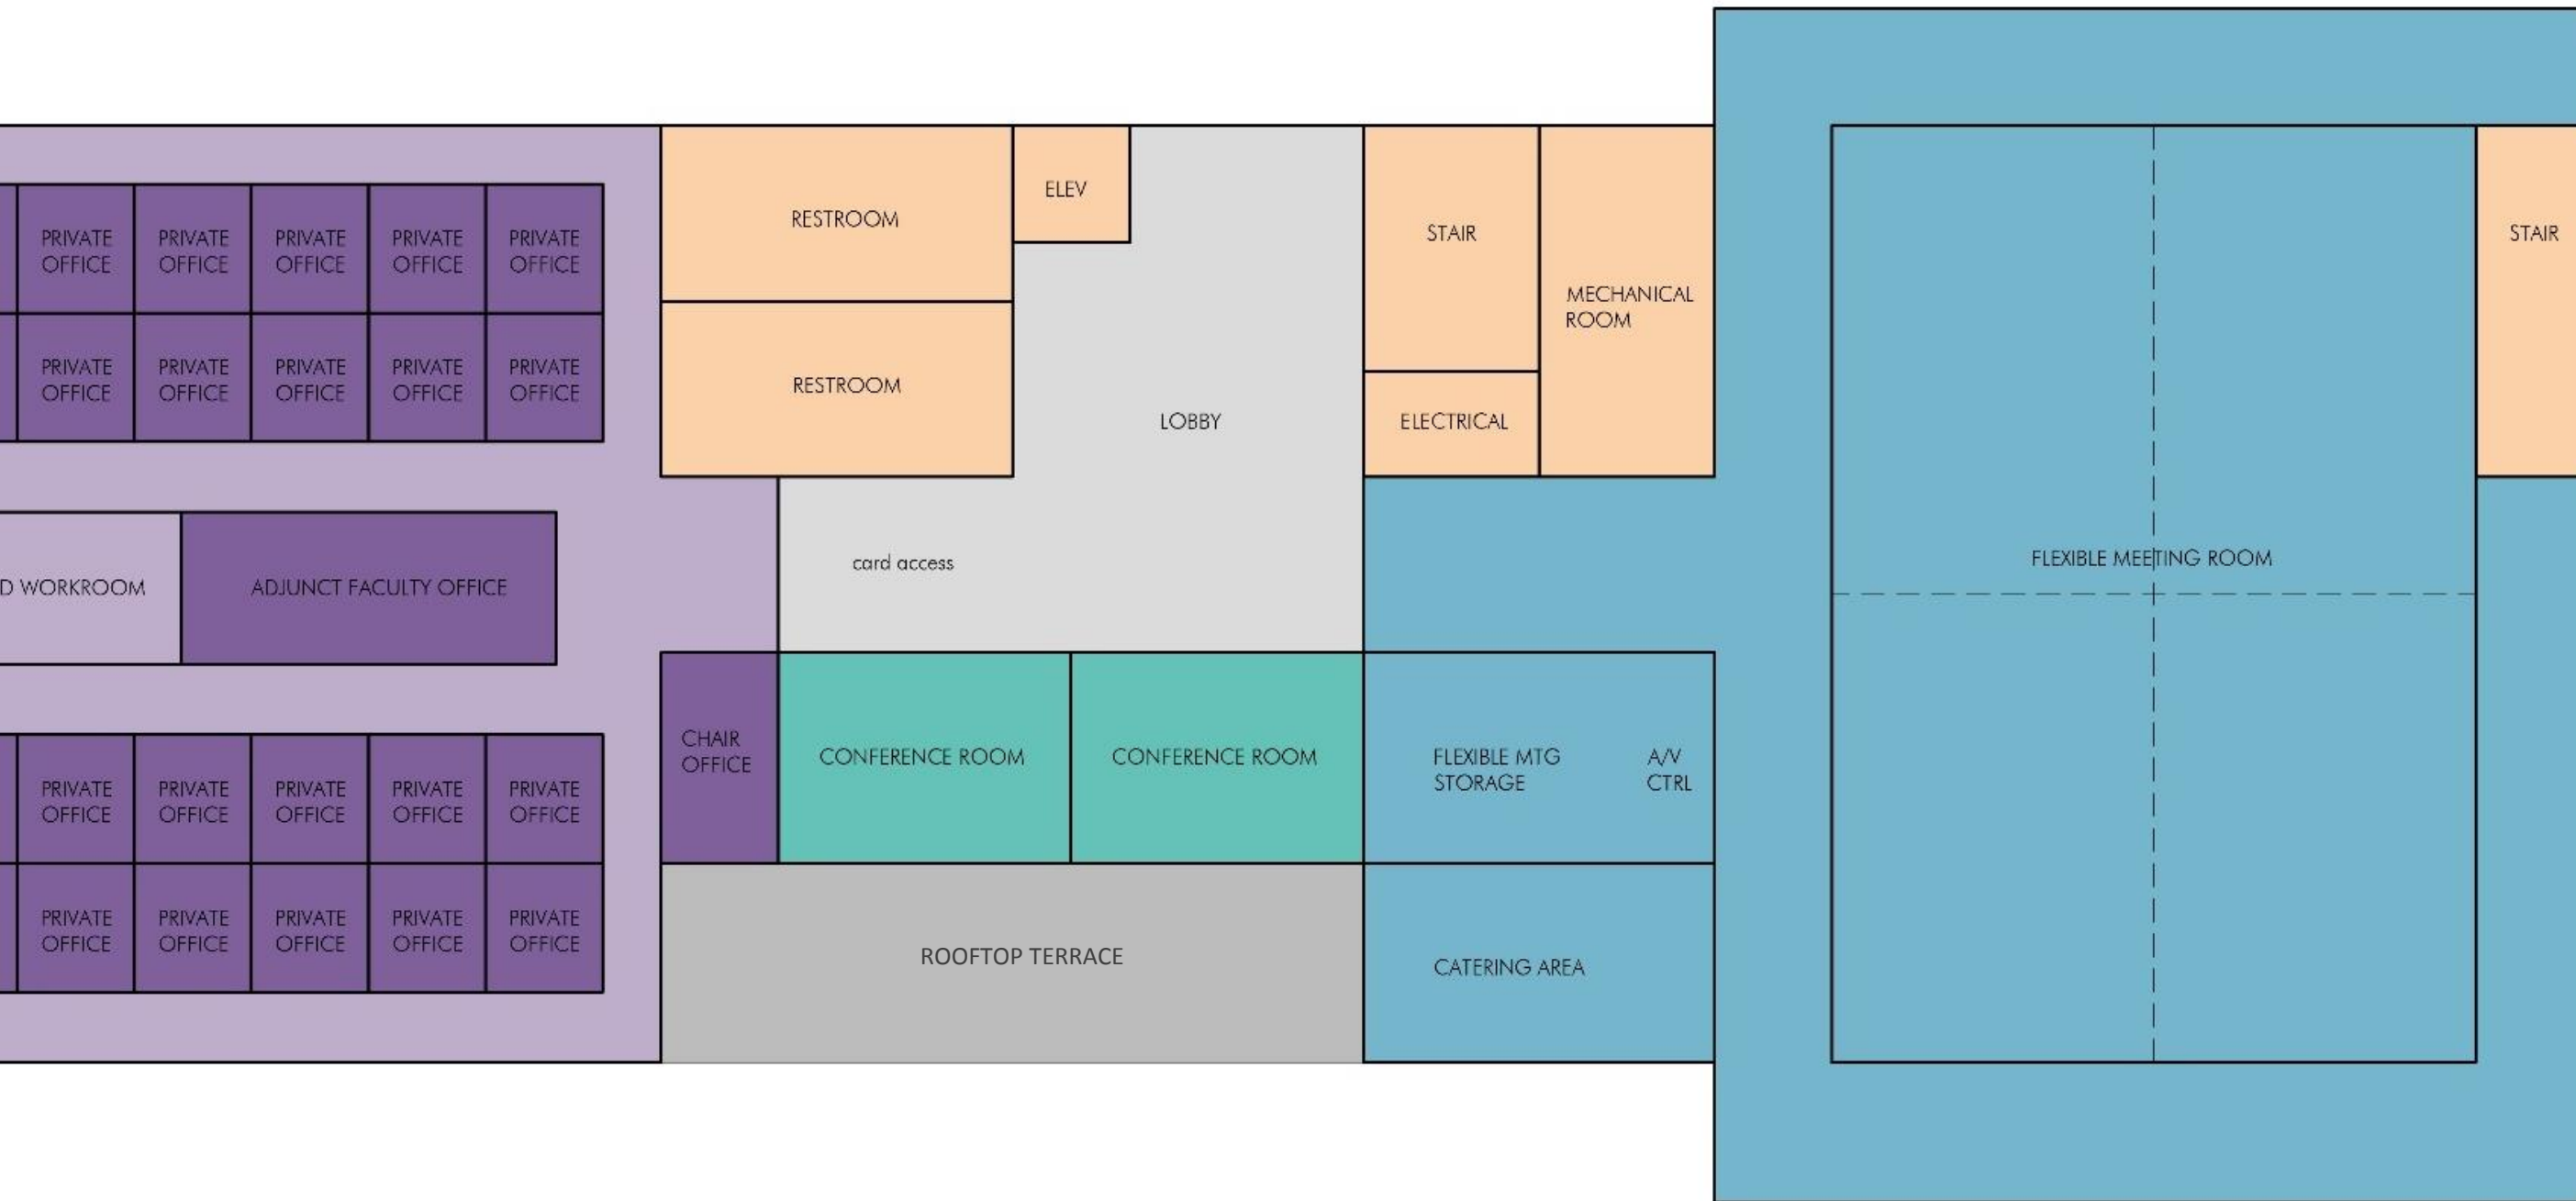 ELEV
RESTROOM
STAIR
STAIR
PRIVATE PRIVATE PRIVATE PRIVATE PRIVATE
OFFICE OFFICE OFFICE OFFICE OFFICE
MECHANICAL
ROOM
PRIVATE PRIVATE PRIVATE PRIVATE PRIVATE
OFFICE OFFICE OFFICE OFFICE OFFICE
RESTROOM
LOBBY
ELECTRICAL
card access
FLEXIBLE MEETING ROOM
D WORKROOM
ADJUNCT FACULTY OFFICE
CHAIR
OFFICE
CONFERENCE ROOM
CONFERENCE ROOM
FLEXIBLE MTG
STORAGE
A/V
CTRL
PRIVATE PRIVATE PRIVATE PRIVATE PRIVATE
OFFICE OFFICE OFFICE OFFICE OFFICE
PRIVATE PRIVATE PRIVATE PRIVATE PRIVATE
OFFICE OFFICE OFFICE OFFICE OFFICE
ROOFTOP TERRACE
CATERING AREA